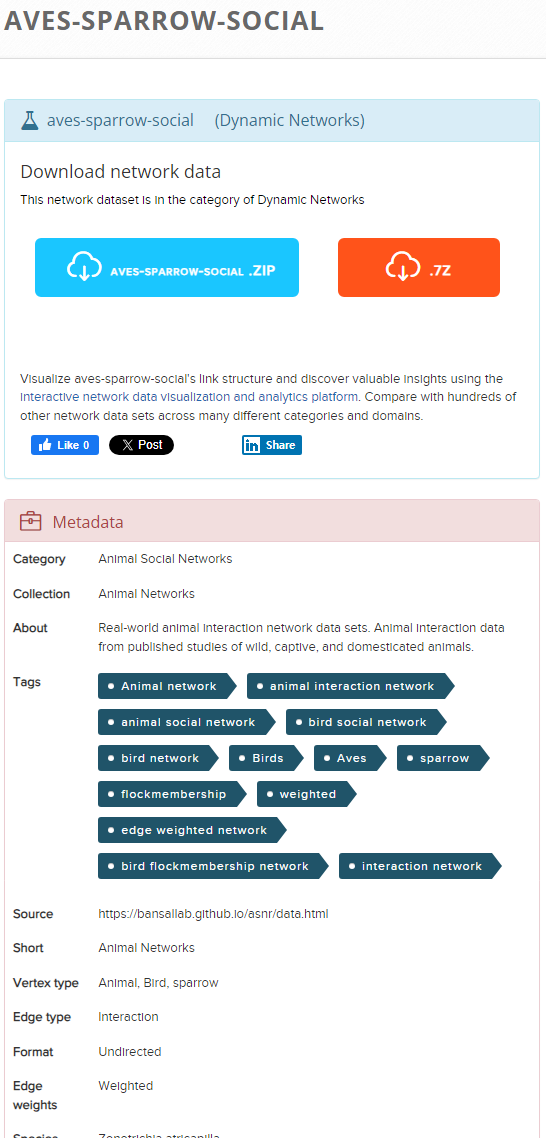 AVES-SPARROW-SOCIAL
aves-sparrow-social (Dynamic Networks)
Download network data
This network dataset is in the category of Dynamic Networks
AVES-SPARROW-SOCIAL .ZIP
.7Z
Visualize aves-sparrow-social's link structure and discover valuable insights using the
interactive network data visualization and analytics platform. Compare with hundreds of
other network data sets across many different categories and domains.
Like 0
Post
in Share
Metadata
Category Animal Social Networks
Collection Animal Networks
About Real-world animal interaction network data sets. Animal interaction data
from published studies of wild, captive, and domesticated animals.
Tags Animal network animal interaction network
animal social network bird social network
bird network Birds Aves sparrow
flockmembership weighted
edge weighted network
bird flockmembership network interaction network
Source https://bansallab.github.io/asnr/data.html
Short Animal Networks
Vertex type Animal, Bird, sparrow
Edge type Interaction
Format Undirected
Edge Weighted
weights
Species Zonotrichia atricapilla